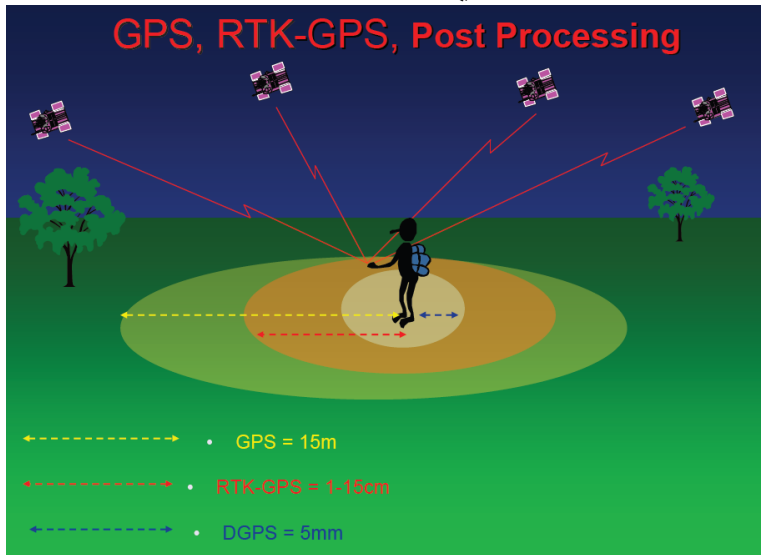 GPS, RTK-GPS, Post Processing
• GPS = 15m
• RTK-GPS = 1-15cm
• DGPS = 5mm